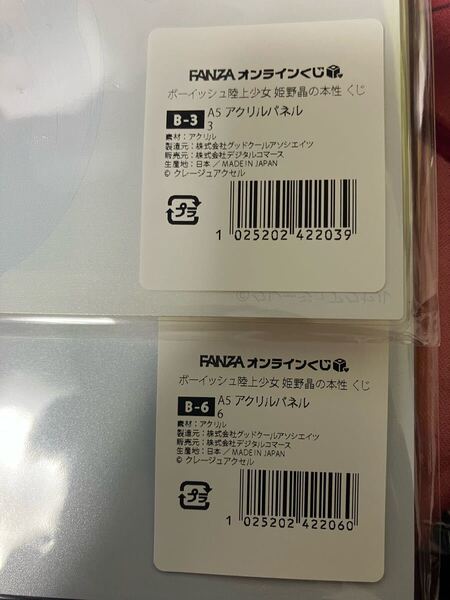 FANZA オンラインくじ
ボーイッシュ陸上少女 姫野晶の本性 くじ
B-3 A5 アクリルパネル
3
素材：アクリル
製造元：株式会社グッドクールアソシエイツ
販売元：株式会社デジタルコマース
生産地：日本／MADE IN JAPAN
© クレージュアクセル
プラ
1 025202 422039
FANZA オンラインくじ
ボーイッシュ陸上少女 姫野晶の本性 くじ
B-6 A5 アクリルパネル
6
素材：アクリル
製造元：株式会社グッドクールアソシエイツ
販売元：株式会社デジタルコマース
生産地：日本／MADE IN JAPAN
© クレージュアクセル
プラ
1 025202 422060